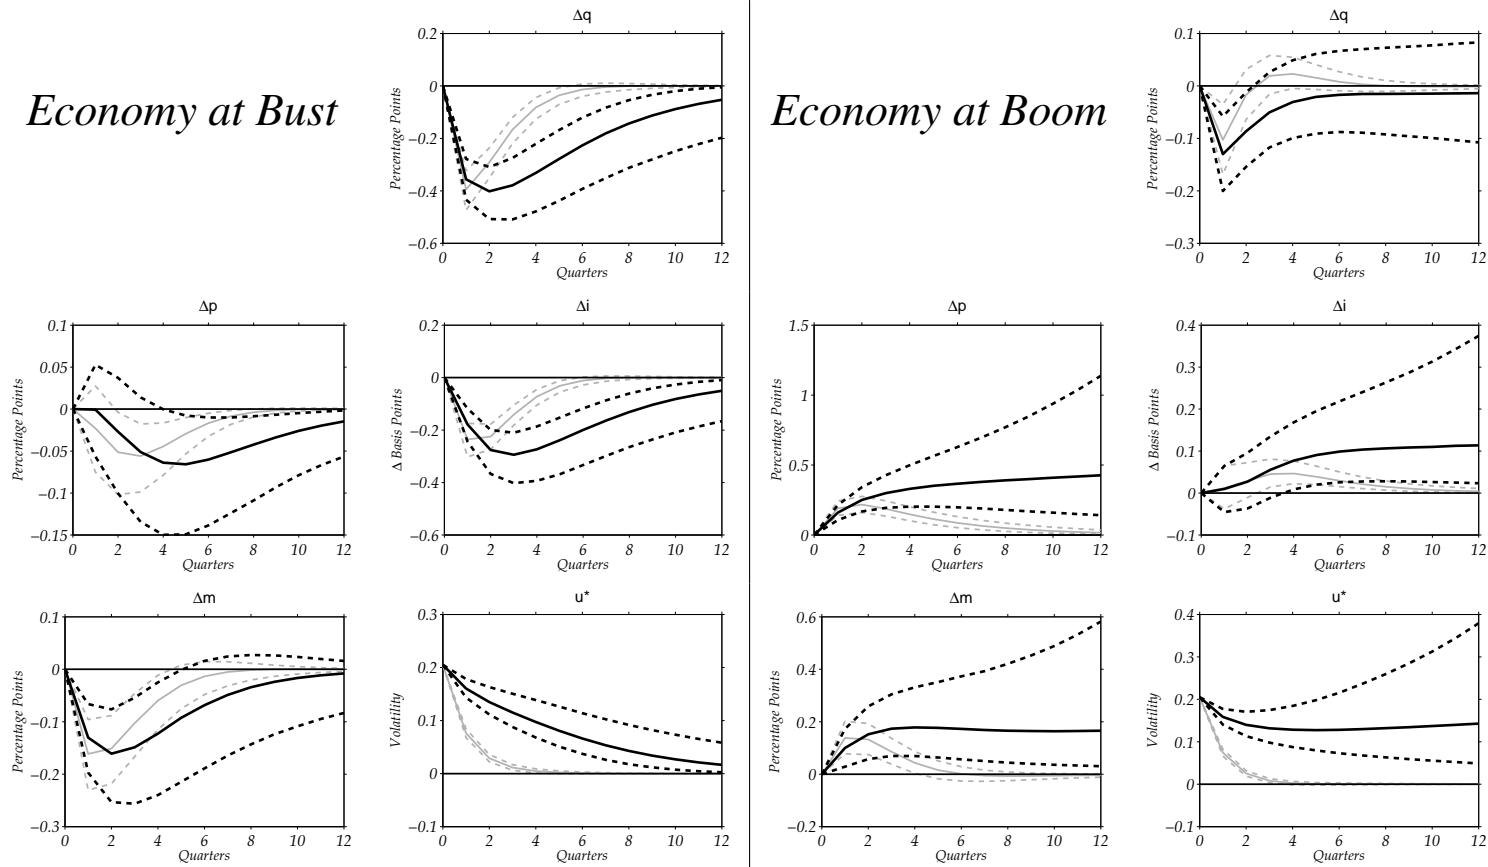 Economy at Bust
Δq
Percentage Points
0.2
0
−0.2
−0.4
−0.6
0 2 4 6 8 10 12
Quarters
Δp
Percentage Points
0.1
0.05
0
−0.05
−0.1
−0.15
0 2 4 6 8 10 12
Quarters
Δi
Δ Basis Points
0.2
0
−0.2
−0.4
−0.6
0 2 4 6 8 10 12
Quarters
Δm
Percentage Points
0.1
0
−0.1
−0.2
−0.3
0 2 4 6 8 10 12
Quarters
u*
Volatility
0.3
0.2
0.1
0
−0.1
0 2 4 6 8 10 12
Quarters
Economy at Boom
Δq
Percentage Points
0.1
0
−0.1
−0.2
−0.3
0 2 4 6 8 10 12
Quarters
Δp
Percentage Points
1.5
1
0.5
0
0 2 4 6 8 10 12
Quarters
Δi
Δ Basis Points
0.4
0.3
0.2
0.1
0
−0.1
0 2 4 6 8 10 12
Quarters
Δm
Percentage Points
0.6
0.4
0.2
0
−0.2
0 2 4 6 8 10 12
Quarters
u*
Volatility
0.4
0.3
0.2
0.1
0
−0.1
0 2 4 6 8 10 12
Quarters